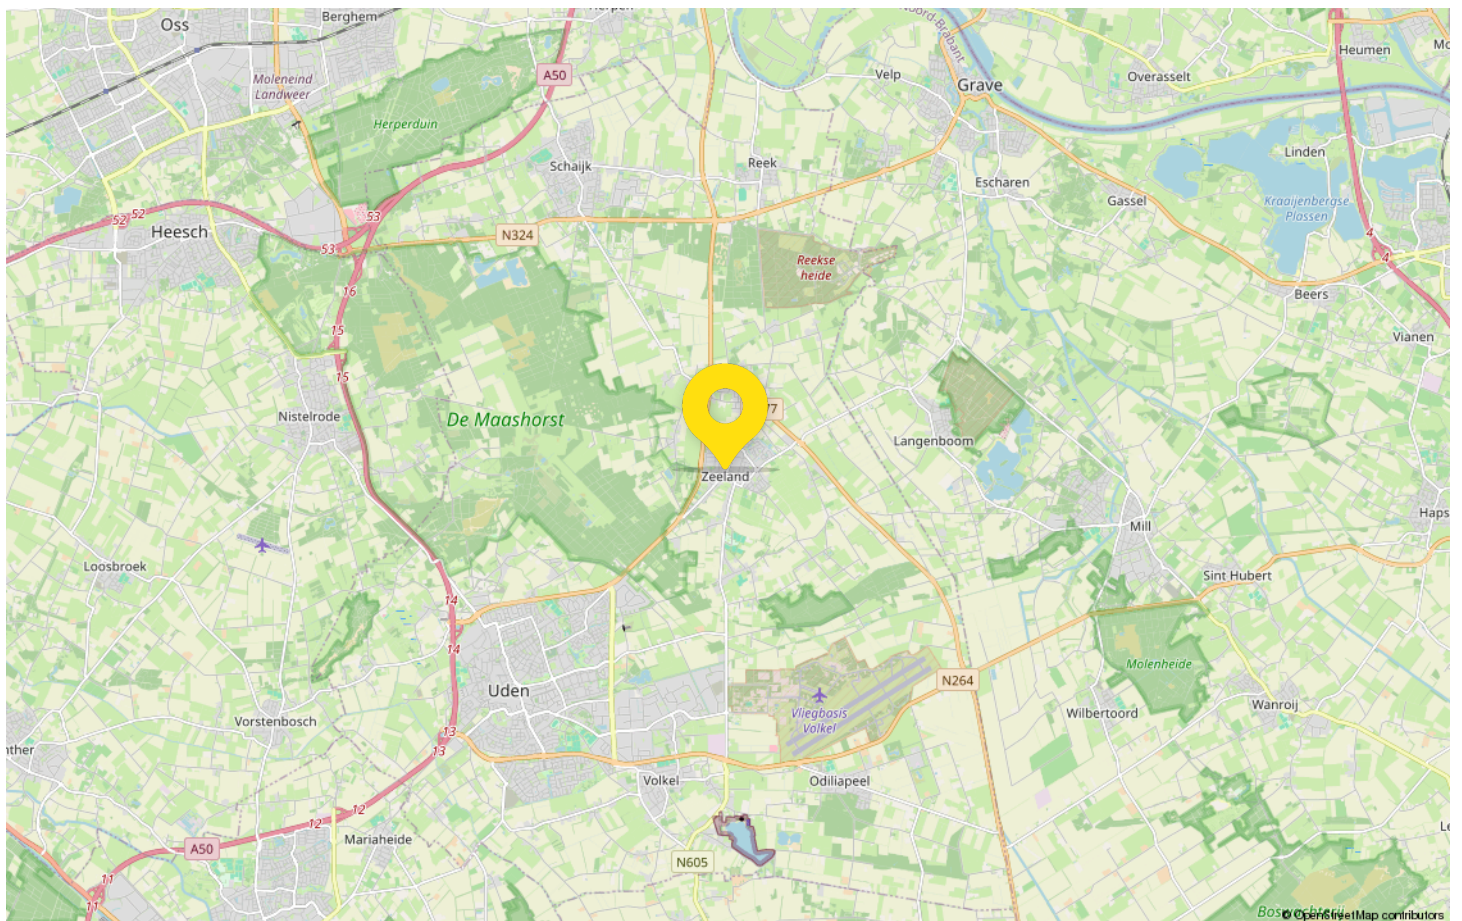 Oss
Berghem
A50
Velp
Grave
Overasselt
Heumen
Moleneind
Landweer
Herperduin
Schaijk
Reek
Escharen
Gassel
Linden
Kraaijenbergse
Plassen
52
52
53
53
Heesch
N324
Reekse
heide
4
4
16
Beers
15
Vianen
15
Nistelrode
De Maashorst
77
Langenboom
Zeeland
Mill
Haps
Loosbroek
Sint Hubert
14
14
Molenheide
Uden
N264
Vliegbasis
Volkel
Wanroij
Wilbertoord
Vorstenbosch
13
13
Volkel
Odiliapeel
12
12
Mariaheide
A50
N605
11
11
© OpenStreetMap contributors